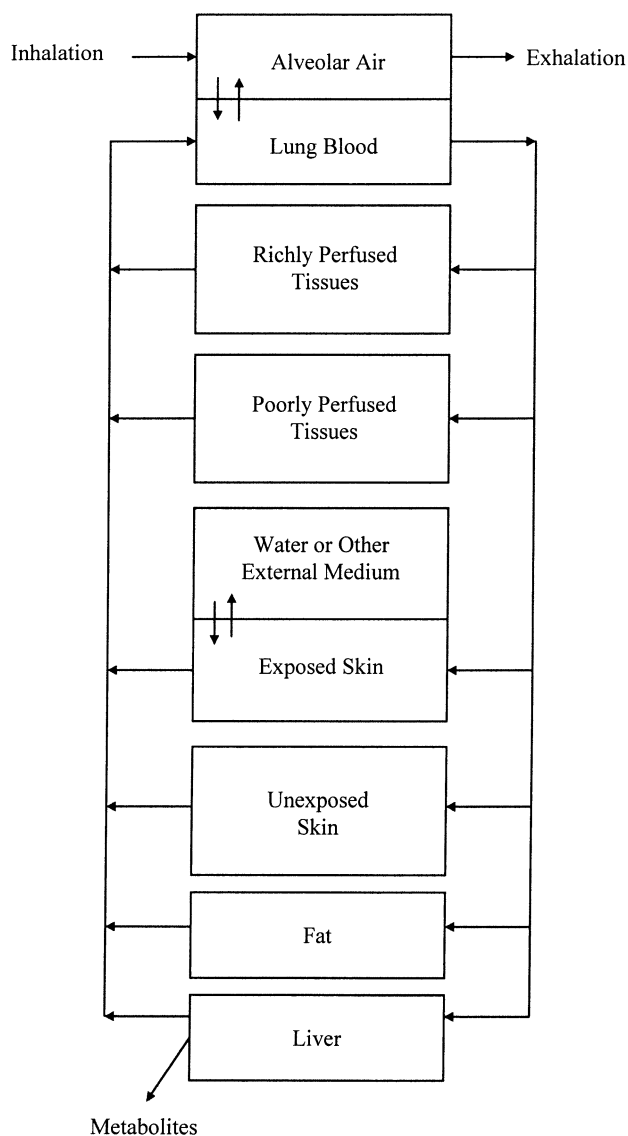 Inhalation
Alveolar Air
Exhalation
Lung Blood
Richly Perfused
Tissues
Poorly Perfused
Tissues
Water or Other
External Medium
Exposed Skin
Unexposed
Skin
Fat
Liver
Metabolites